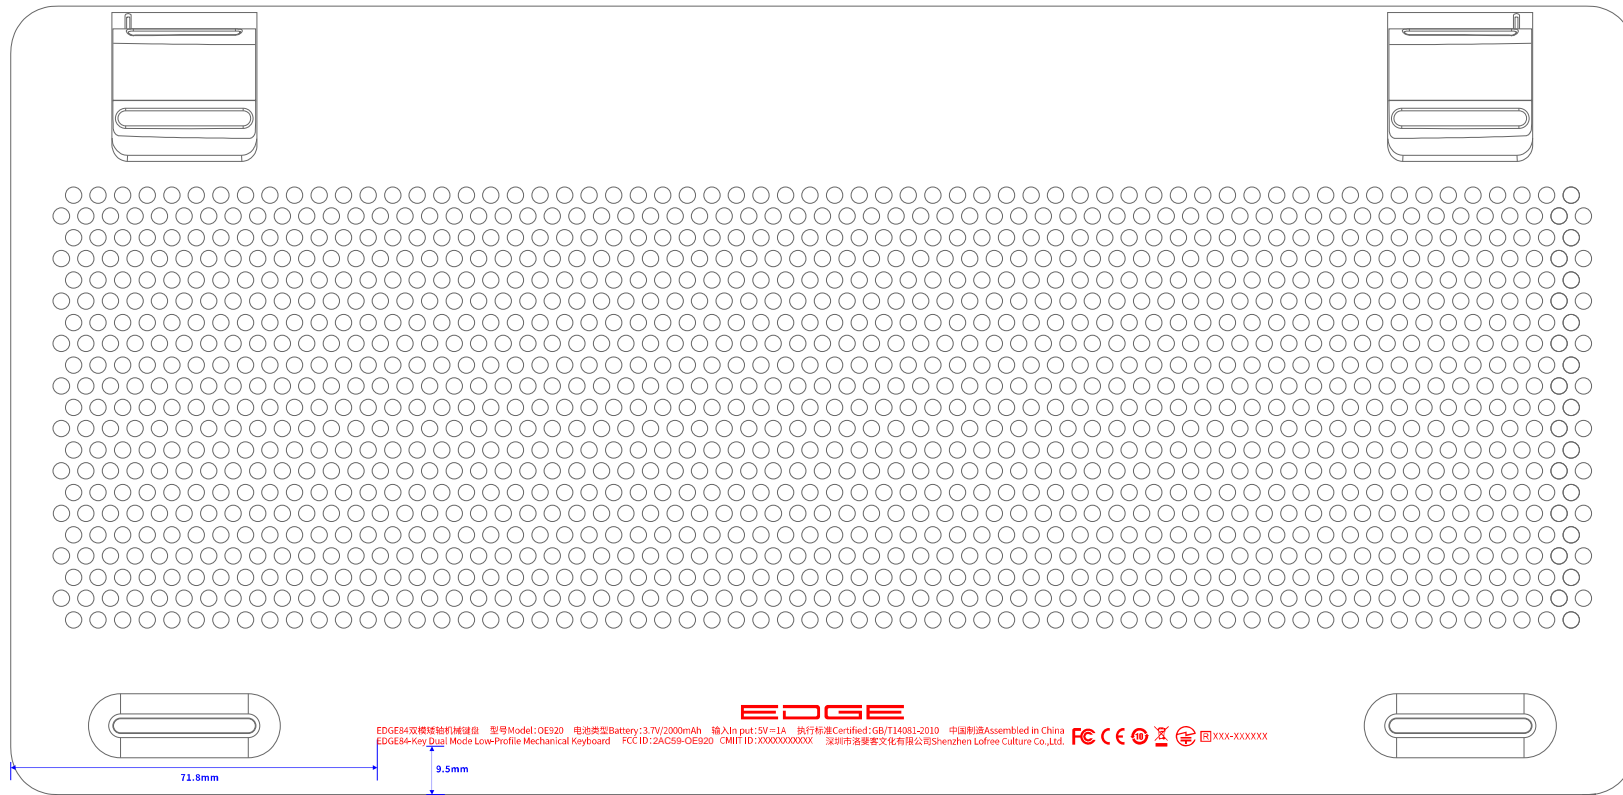 EDGE
EDGE84双模矮轴机械键盘 型号Model:OE920 电池类型Battery:3.7V/2000mAh 输入In put:5V=1A 执行标准Certified:GB/T14081-2010 中国制造Assembled in China
EDGE84-Key Dual Mode Low-Profile Mechanical Keyboard FCC ID:2AC59-OE920 CMIIT ID:XXXXXXXXXXX 深圳市洛斐客文化有限公司Shenzhen Lofree Culture Co.,Ltd.
FC CE 10 R XXX-XXXXXX
9.5mm
71.8mm